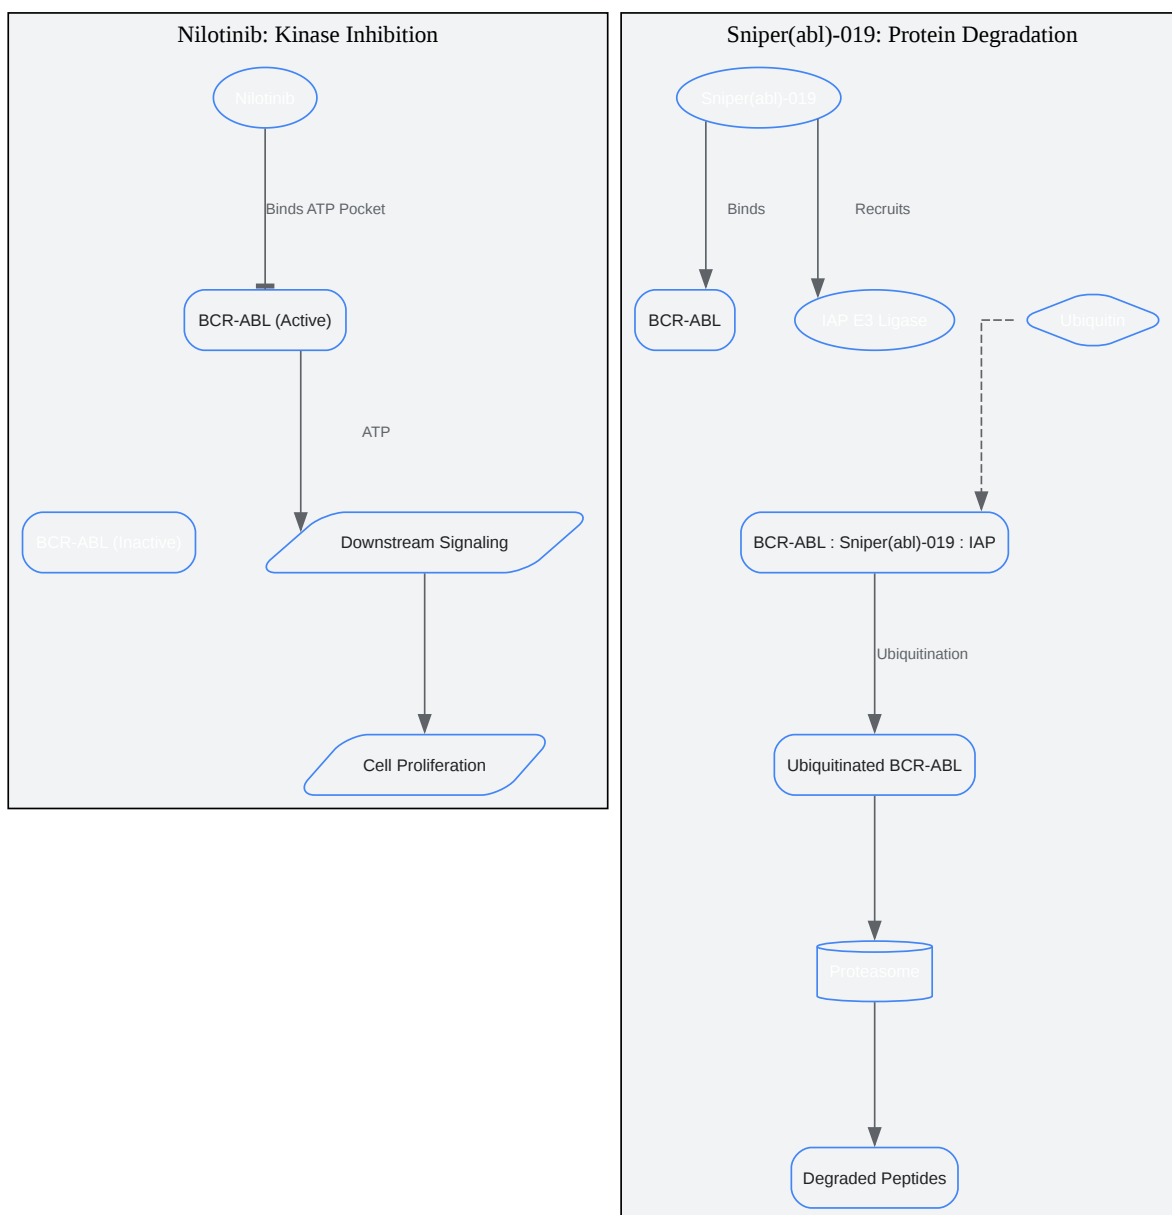 Nilotinib: Kinase Inhibition
Nilotinib
Binds ATP Pocket
BCR-ABL (Active)
ATP
BCR-ABL (Inactive)
Downstream Signaling
Cell Proliferation
Sniper(abl)-019: Protein Degradation
Sniper(abl)-019
Binds
Recruits
BCR-ABL
IAP E3 Ligase
Ubiquitin
BCR-ABL : Sniper(abl)-019 : IAP
Ubiquitination
Ubiquitinated BCR-ABL
Proteasome
Degraded Peptides